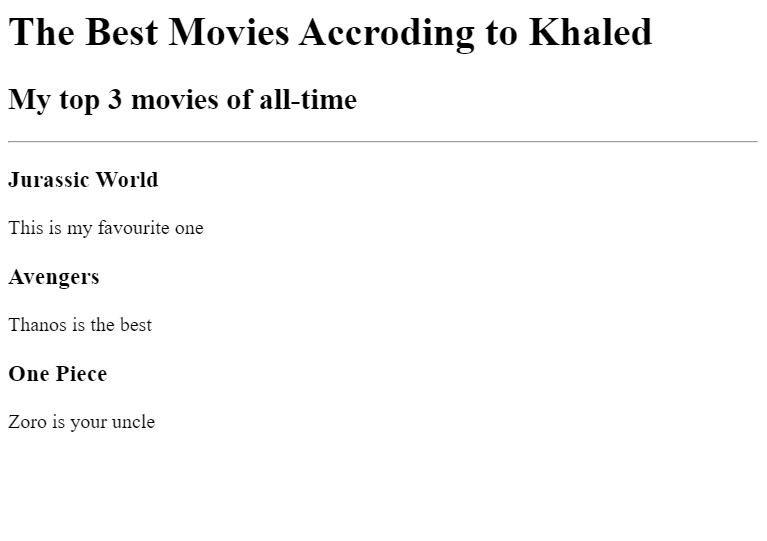 The Best Movies Accroding to Khaled
My top 3 movies of all-time
Jurassic World
This is my favourite one
Avengers
Thanos is the best
One Piece
Zoro is your uncle